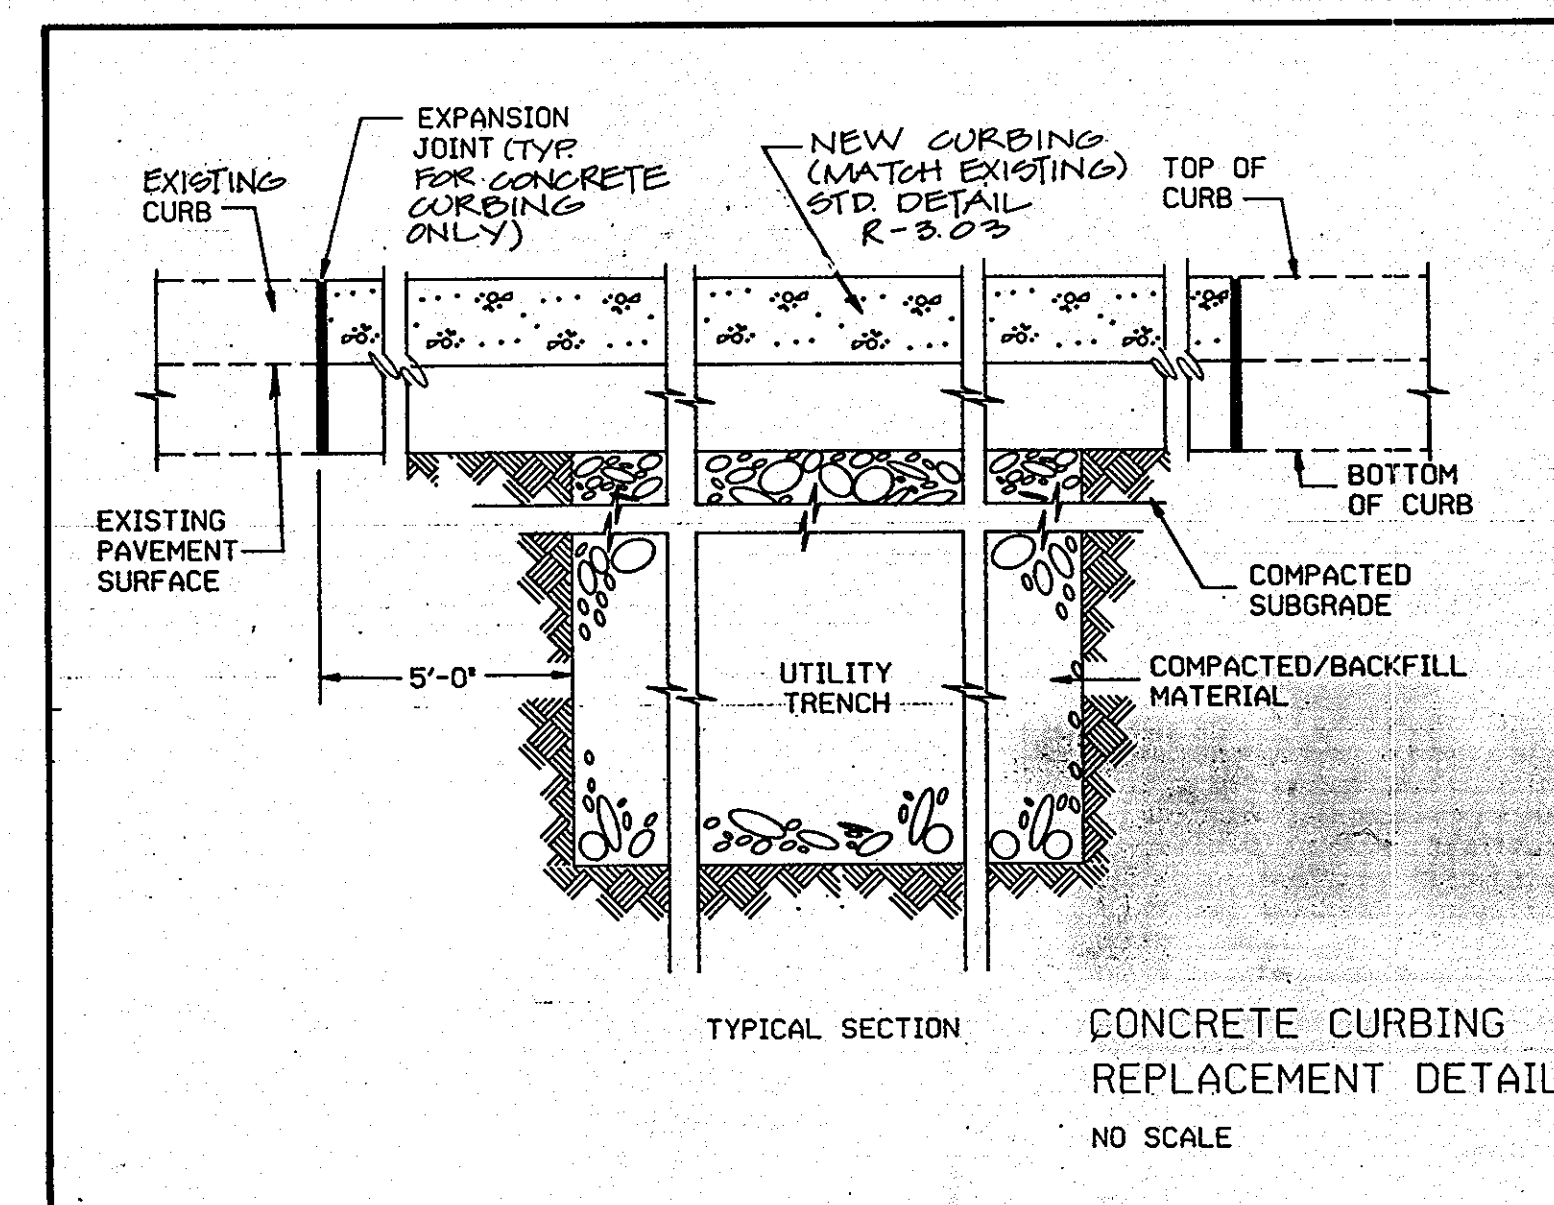 EXPANSION
JOINT (TYP.
FOR CONCRETE
CURBING
ONLY)
EXISTING
CURB
NEW CURBING
(MATCH EXISTING)
STD. DETAIL
R-3.03
TOP OF
CURB
EXISTING
PAVEMENT
SURFACE
BOTTOM
OF CURB
COMPACTED
SUBGRADE
5'-0"
UTILITY
TRENCH
COMPACTED/BACKFILL
MATERIAL
TYPICAL SECTION
CONCRETE CURBING
REPLACEMENT DETAIL
NO SCALE